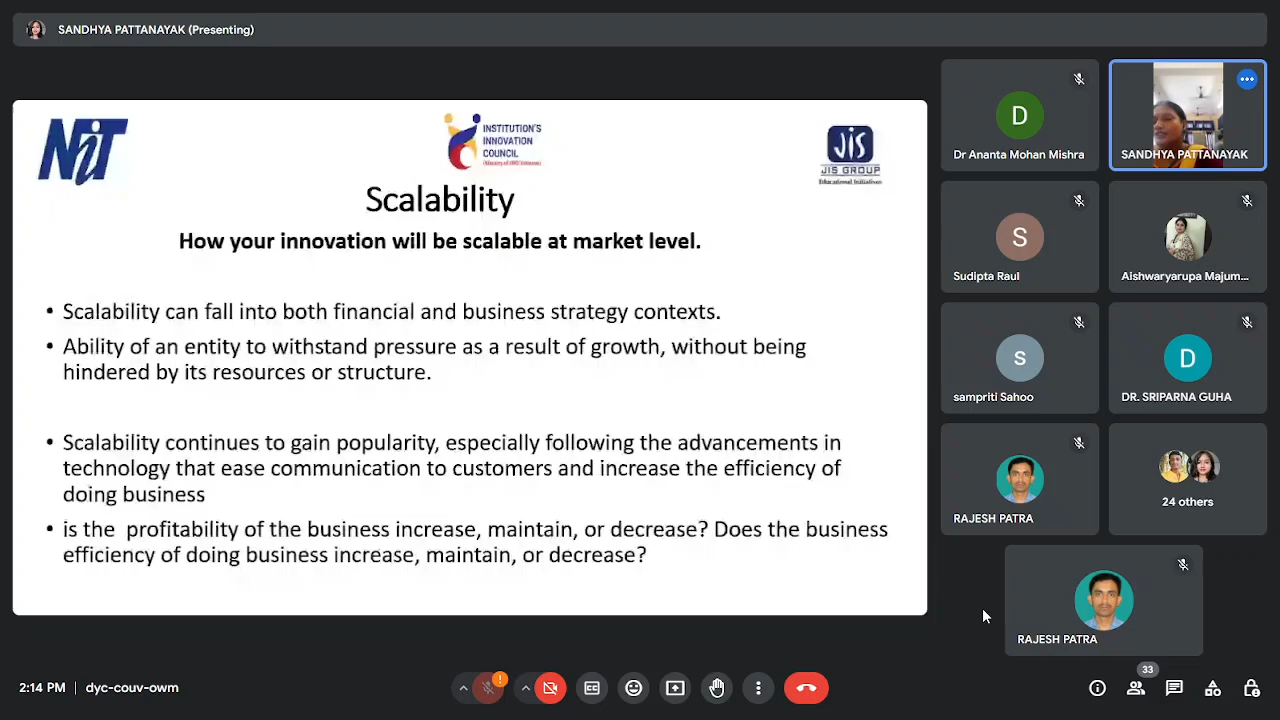 SANDHYA PATTANAYAK (Presenting)
NiT
INSTITUTION'S
INNOVATION
COUNCIL
JIS
JIS GROUP
Educational Initiatives
Scalability
How your innovation will be scalable at market level.
• Scalability can fall into both financial and business strategy contexts.
• Ability of an entity to withstand pressure as a result of growth, without being
hindered by its resources or structure.
• Scalability continues to gain popularity, especially following the advancements in
technology that ease communication to customers and increase the efficiency of
doing business
• is the profitability of the business increase, maintain, or decrease? Does the business
efficiency of doing business increase, maintain, or decrease?
D
Dr Ananta Mohan Mishra
SANDHYA PATTANAYAK
S
Sudipta Raul
Aishwaryarupa Majum...
s
sampriti Sahoo
D
DR. SRIPARNA GUHA
RAJESH PATRA
24 others
RAJESH PATRA
2:14 PM | dyc-couv-owm
CC
33